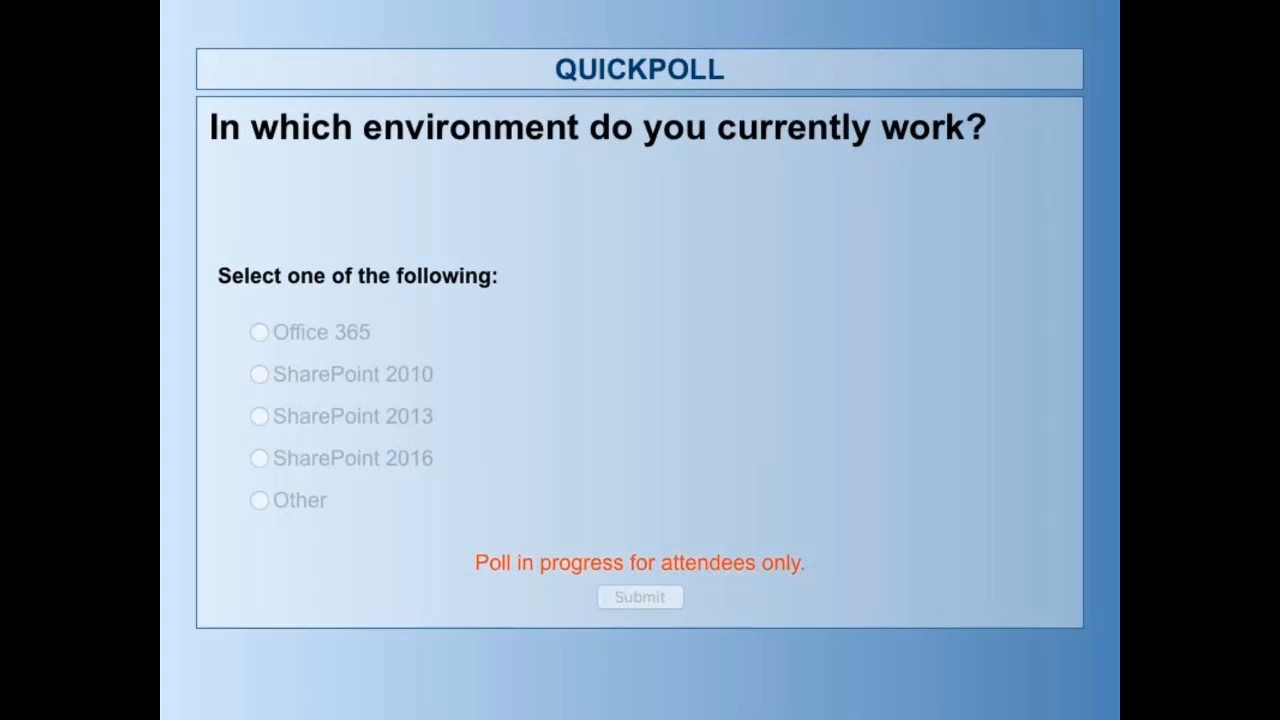 QUICKPOLL
In which environment do you currently work?
Select one of the following:
Office 365
SharePoint 2010
SharePoint 2013
SharePoint 2016
Other
Poll in progress for attendees only.
Submit